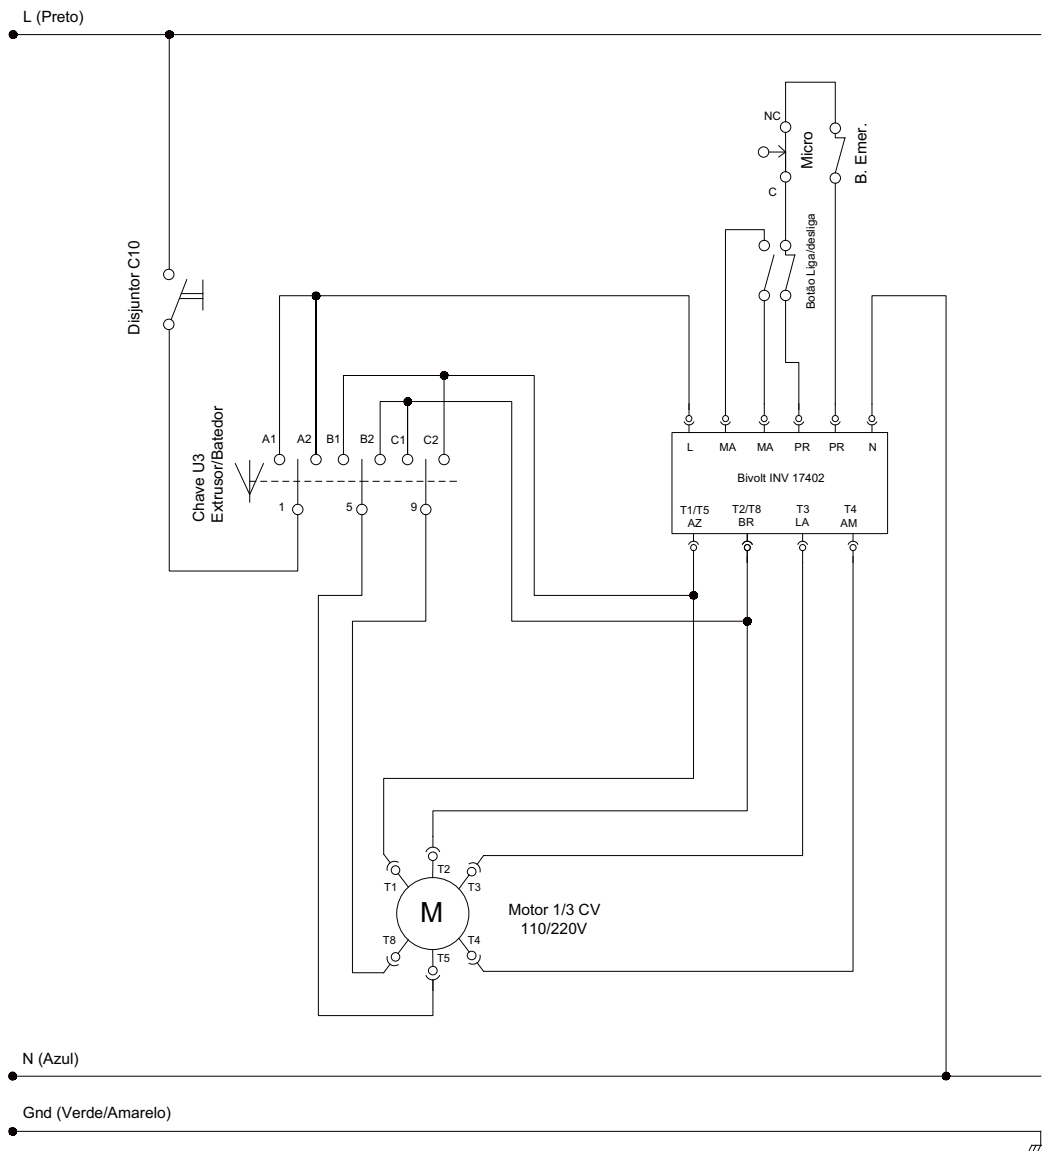 L (Preto)
NC
Micro
B. Emer.
C
Botão Liga/desliga
Disjuntor C10
Chave U3
Extrusor/Batedor
A1 A2 B1 B2 C1 C2
1 5 9
L MA MA PR PR N
Bivolt INV 17402
T1/T5 T2/T8 T3 T4
AZ BR LA AM
T2
T1 T3
M
Motor 1/3 CV
110/220V
T8 T4
T5
N (Azul)
Gnd (Verde/Amarelo)